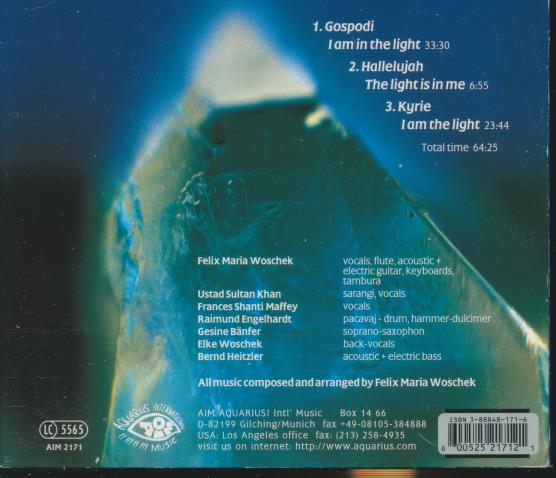 1. Gospodi
I am in the light 33:30
2. Hallelujah
The light is in me 6:55
3. Kyrie
I am the light 23:44
Total time 64:25
Felix Maria Woschek vocals, flute, acoustic +
electric guitar, keyboards,
tambura
Ustad Sultan Khan sarangi, vocals
Frances Shanti Maffey vocals
Raimund Engelhardt pacavaj - drum, hammer-dulcimer
Gesine Bänfer soprano-saxophon
Elke Woschek back-vocals
Bernd Heitzler acoustic + electric bass
All music composed and arranged by Felix Maria Woschek
LC 5565
AIM 2171
AQUARIUS INTERNATIONAL
MUSIC
AIM AQUARIUS! Intl' Music Box 14 66
D-82199 Gilching/Munich fax +49-08105-384888
USA: Los Angeles office fax: (213) 258-4935
visit us on internet: http://www.aquarius.com
ISBN 3-88848-171-6
6 00525 21712 1